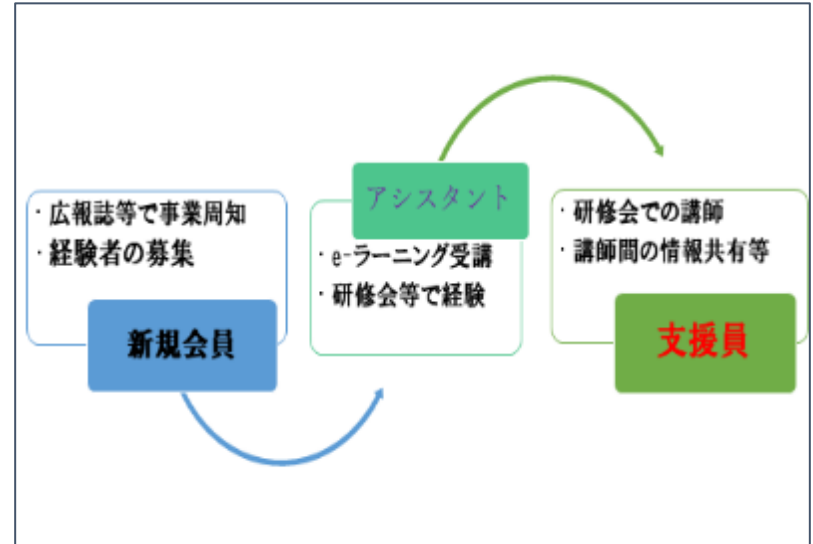 ・広報誌等で事業周知
・経験者の募集
新規会員
アシスタント
・e-ラーニング受講
・研修会等で経験
・研修会での講師
・講師間の情報共有等
支援員